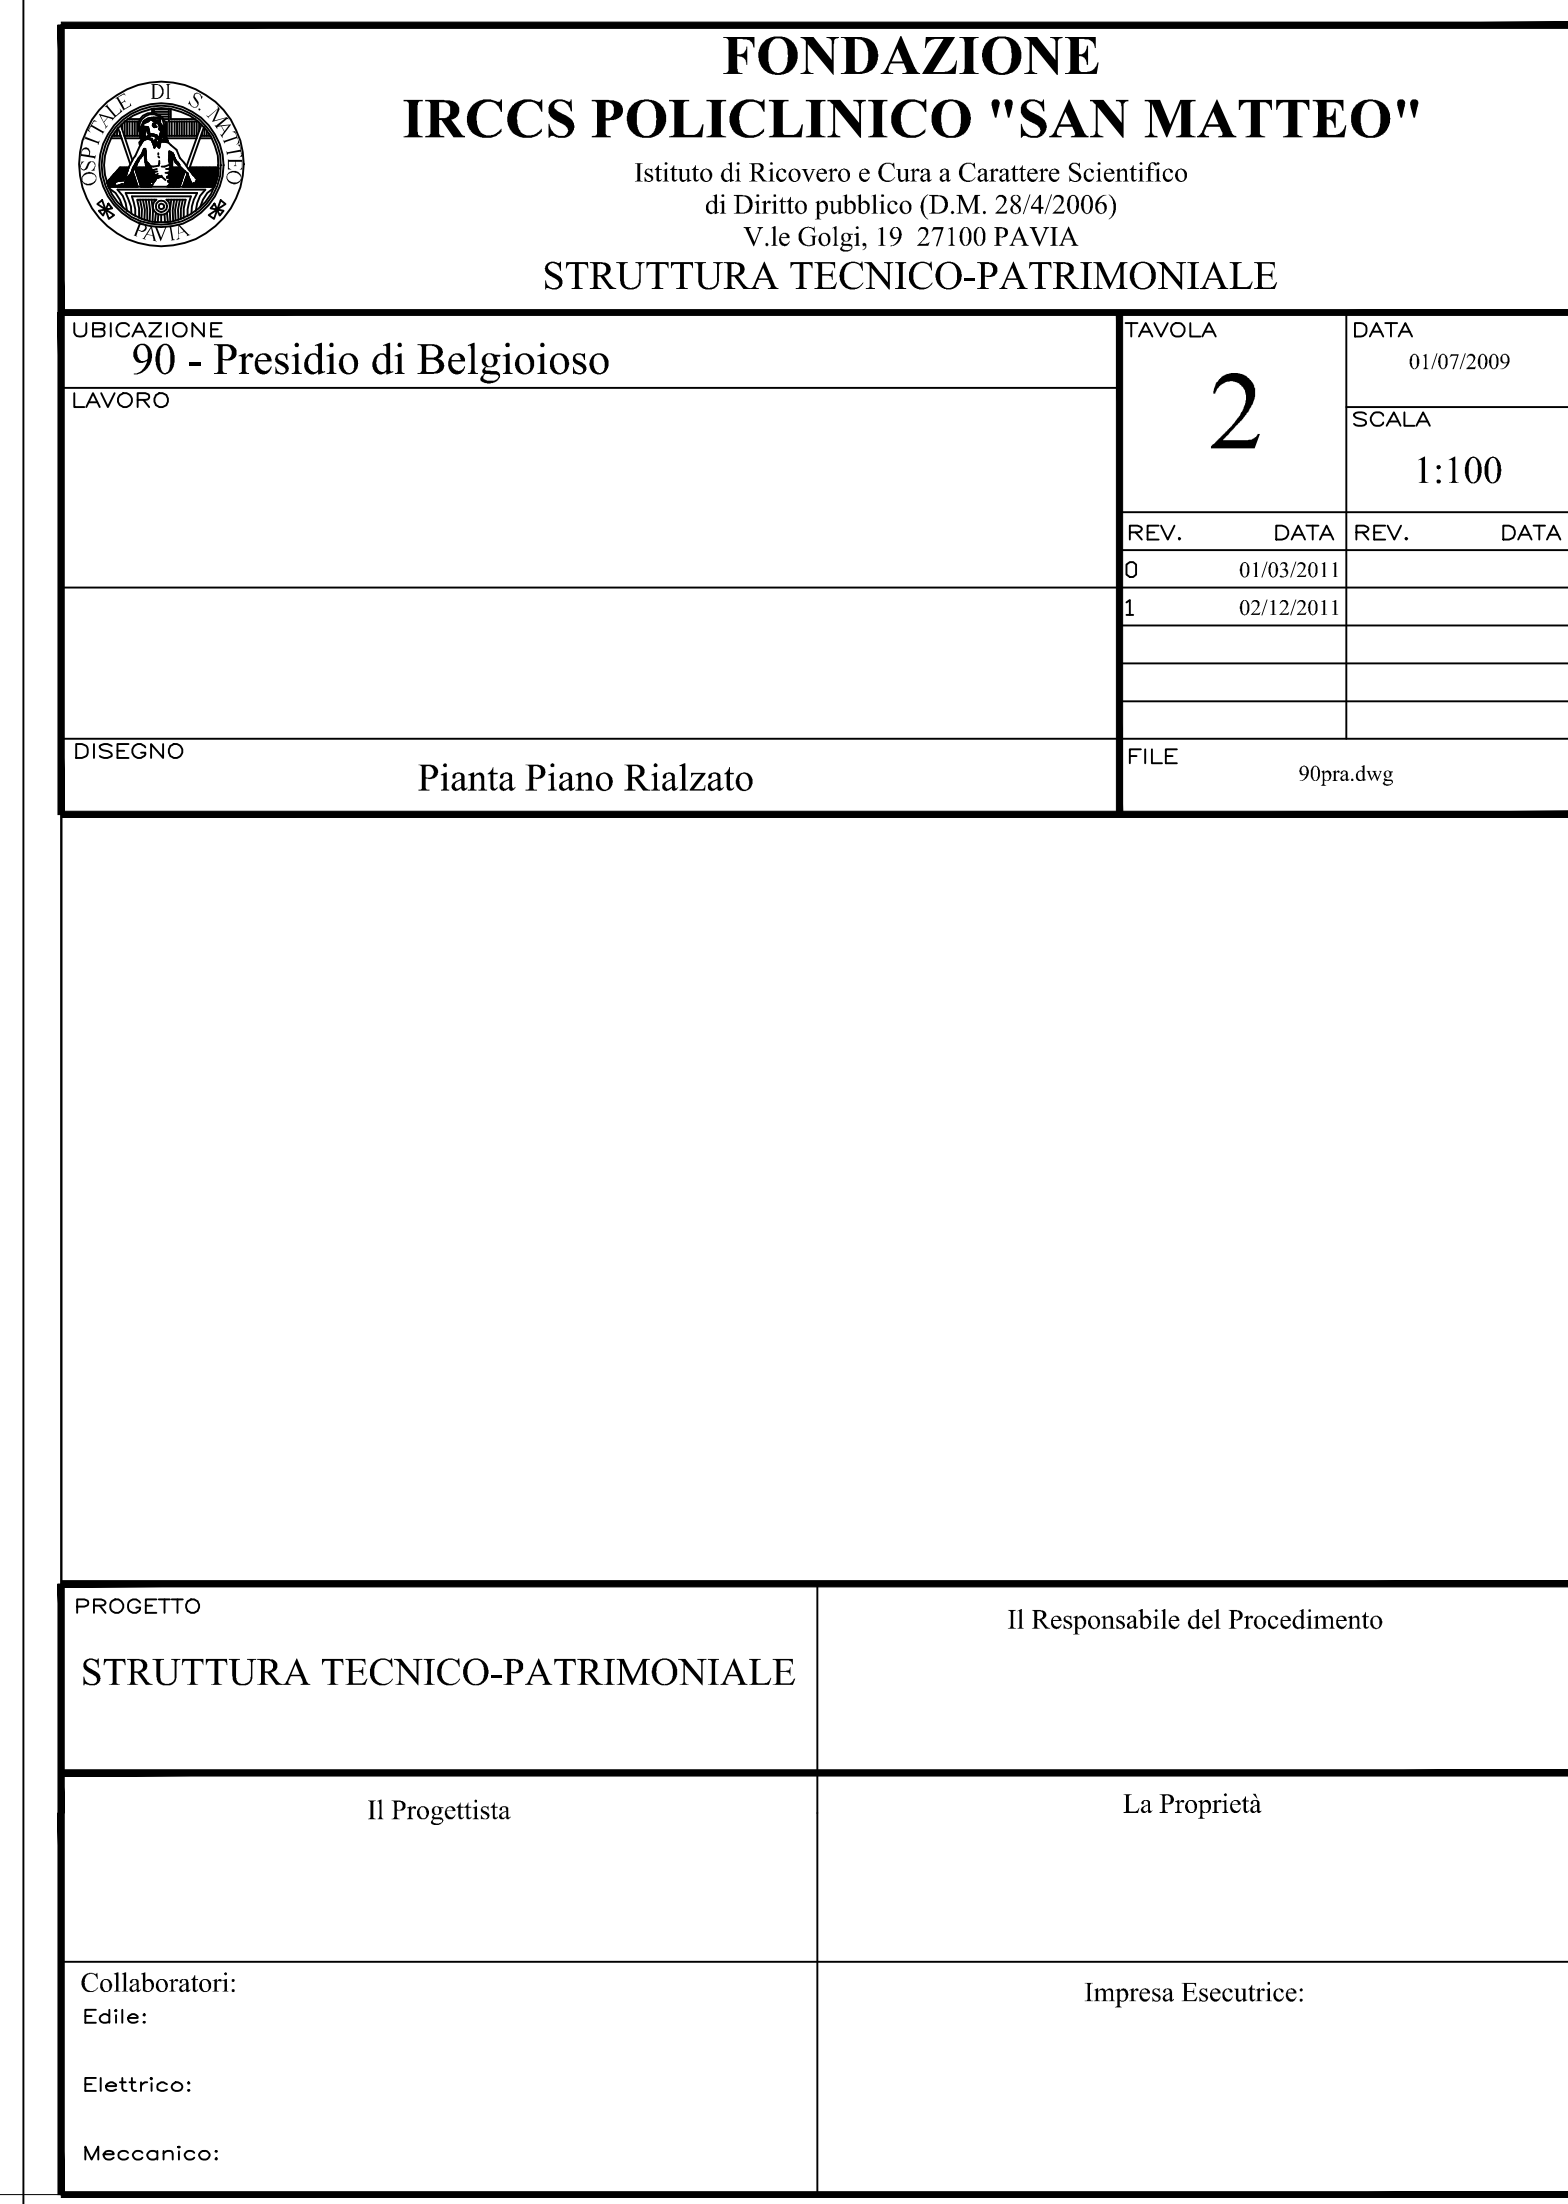 FONDAZIONE
IRCCS POLICLINICO "SAN MATTEO"
OSPITALE DI S. MATTEO
PAVIA
Istituto di Ricovero e Cura a Carattere Scientifico
di Diritto pubblico (D.M. 28/4/2006)
V.le Golgi, 19 27100 PAVIA
STRUTTURA TECNICO-PATRIMONIALE
UBICAZIONE
90 - Presidio di Belgioioso
LAVORO
TAVOLA
2
DATA
01/07/2009
SCALA
1:100
REV. DATA REV. DATA
0 01/03/2011
1 02/12/2011
DISEGNO
Pianta Piano Rialzato
FILE
90pra.dwg
PROGETTO
STRUTTURA TECNICO-PATRIMONIALE
Il Responsabile del Procedimento
Il Progettista
La Proprietà
Collaboratori:
Edile:
Elettrico:
Meccanico:
Impresa Esecutrice: